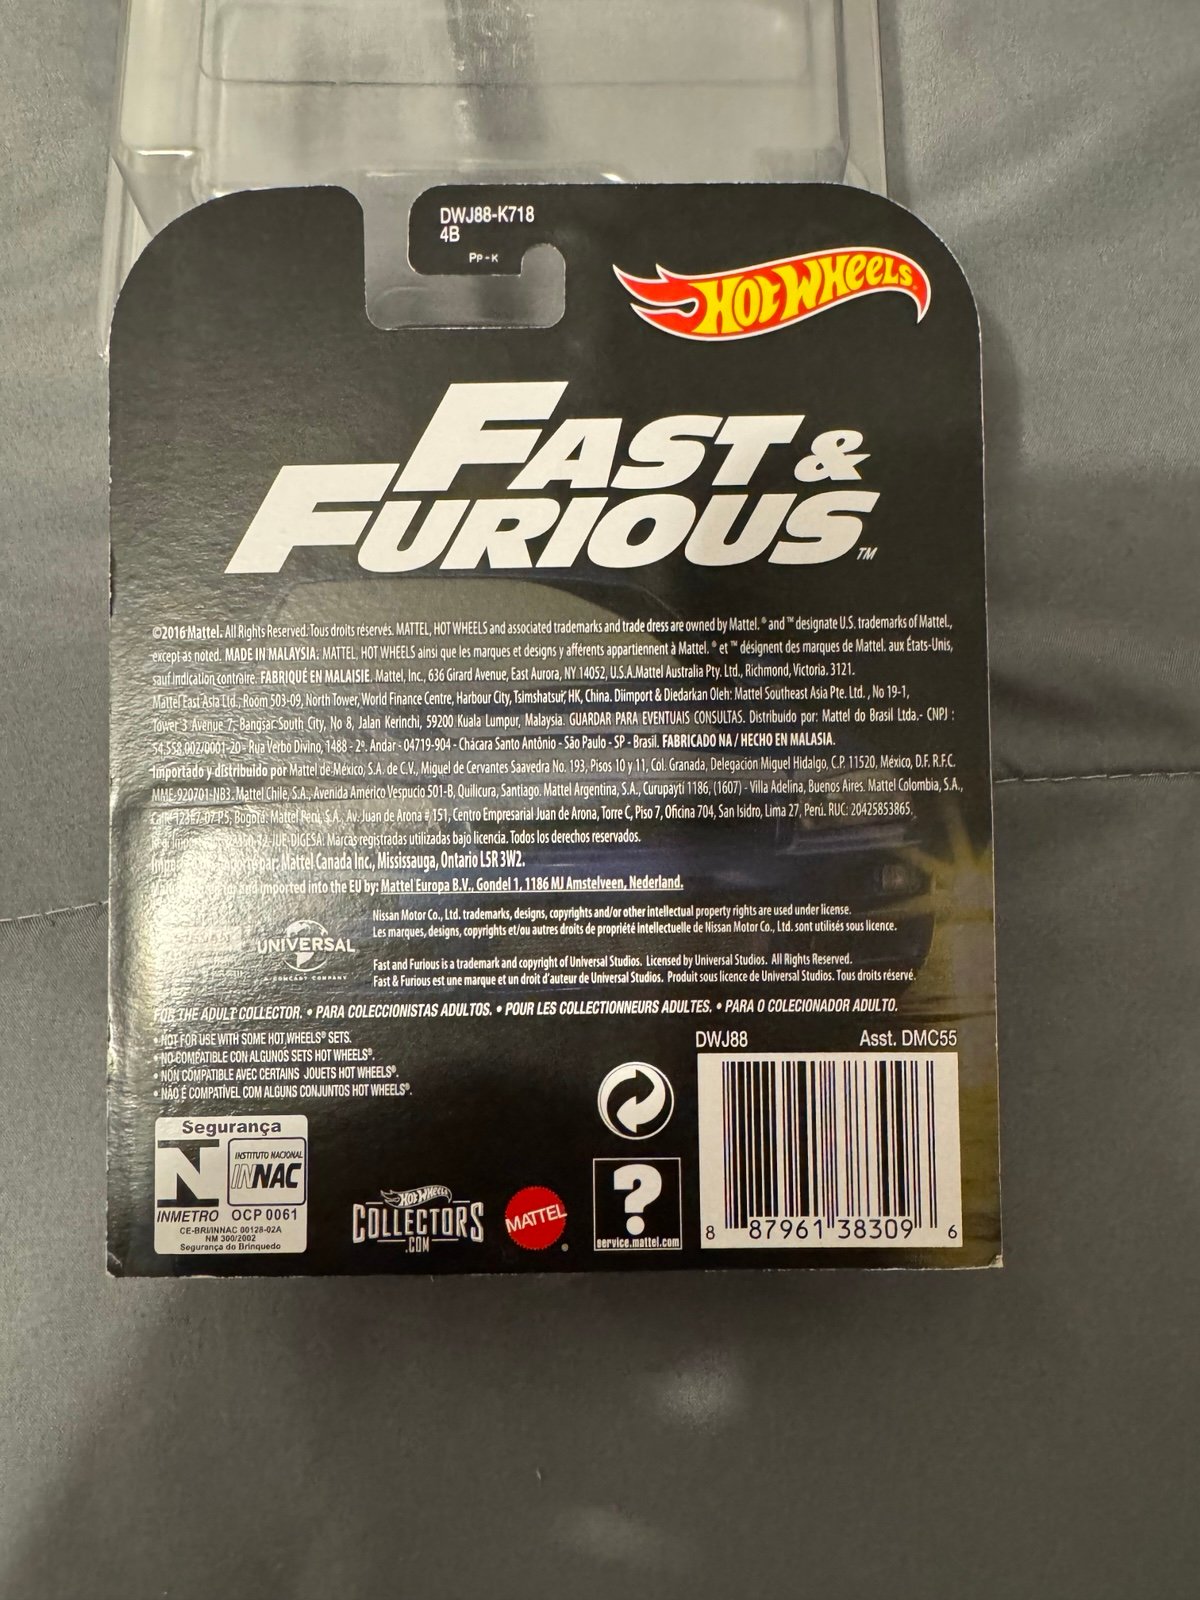 DWJ88-K718
4B
PP-K
HOT WHEELS
FAST &
FURIOUS™
©2016 Mattel. All Rights Reserved. Tous droits réservés. MATTEL, HOT WHEELS and associated trademarks and trade dress are owned by Mattel. ® and ™ designate U.S. trademarks of Mattel.,
except as noted. MADE IN MALAYSIA. MATTEL, HOT WHEELS ainsi que les marques et designs y afférents appartiennent à Mattel. ® et ™ désignent des marques de Mattel. aux États-Unis,
sauf indication contraire. FABRIQUÉ EN MALAISIE. Mattel, Inc., 636 Girard Avenue, East Aurora, NY 14052, U.S.A.Mattel Australia Pty. Ltd., Richmond, Victoria. 3121.
Mattel East Asia Ltd., Room 503-09, North Tower, World Finance Centre, Harbour City, Tsimshatsui, HK, China. Diimport & Diedarkan Oleh: Mattel Southeast Asia Pte. Ltd. , No 19-1,
Tower 3 Avenue 7, Bangsar South City, No 8, Jalan Kerinchi, 59200 Kuala Lumpur, Malaysia. GUARDAR PARA EVENTUAIS CONSULTAS. Distribuido por: Mattel do Brasil Ltda.- CNPJ :
54.558.002/0001-20 - Rua Verbo Divino, 1488 - 2º. Andar - 04719-904 - Chácara Santo Antônio - São Paulo - SP - Brasil. FABRICADO NA / HECHO EN MALASIA.
Importado y distribuido por Mattel de México, S.A. de C.V., Miguel de Cervantes Saavedra No. 193, Pisos 10 y 11, Col. Granada, Delegacion Miguel Hidalgo, C.P. 11520, México, D.F. R.F.C.
MME-920701-NB3. Mattel Chile, S.A., Avenida Américo Vespucio 501-B, Quilicura, Santiago. Mattel Argentina, S.A., Curupaytí 1186, (1607) - Villa Adelina, Buenos Aires. Mattel Colombia, S.A.,
Bogotá. Mattel Perú, S.A., Av. Juan de Arona # 151, Centro Empresarial Juan de Arona, Torre C, Piso 7, Oficina 704, San Isidro, Lima 27, Perú. RUC: 20425853865.
Marcas registradas utilizadas bajo licencia. Todos los derechos reservados.
par: Mattel Canada Inc., Mississauga, Ontario L5R 3W2.
and imported into the EU by: Mattel Europa B.V., Gondel 1, 1186 MJ Amstelveen, Nederland.
Nissan Motor Co., Ltd. trademarks, designs, copyrights and/or other intellectual property rights are used under license.
Les marques, designs, copyrights et/ou autres droits de propriété intellectuelle de Nissan Motor Co., Ltd. sont utilisés sous licence.
UNIVERSAL
A COMCAST COMPANY
Fast and Furious is a trademark and copyright of Universal Studios. Licensed by Universal Studios. All Rights Reserved.
Fast & Furious est une marque et un droit d'auteur de Universal Studios. Produit sous licence de Universal Studios. Tous droits réservé.
FOR THE ADULT COLLECTOR. • PARA COLECCIONISTAS ADULTOS. • POUR LES COLLECTIONNEURS ADULTES. • PARA O COLECIONADOR ADULTO.
• NOT FOR USE WITH SOME HOT WHEELS® SETS.
• NO COMPATIBLE CON ALGUNOS SETS HOT WHEELS®.
• NON COMPATIBLE AVEC CERTAINS JOUETS HOT WHEELS®.
• NÃO É COMPATÍVEL COM ALGUNS CONJUNTOS HOT WHEELS®.
DWJ88 Asst. DMC55
Segurança
INSTITUTO NACIONAL
INNAC
INMETRO OCP 0061
CE-BRI/INNAC 00128-02A
NM 300/2002
Segurança do Brinquedo
HOT WHEELS
COLLECTORS
.COM
MATTEL
?
service.mattel.com
8 87961 38309 6